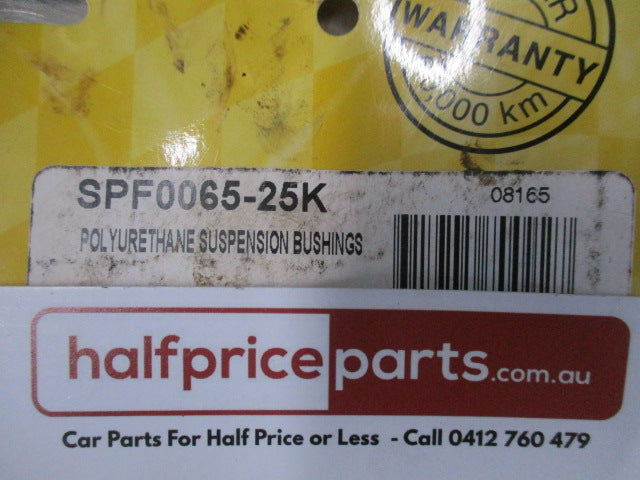 WARRANTY
,000 km
SPF0065-25K
08165
POLYURETHANE SUSPENSION BUSHINGS
halfpriceparts.com.au
Car Parts For Half Price or Less - Call 0412 760 479